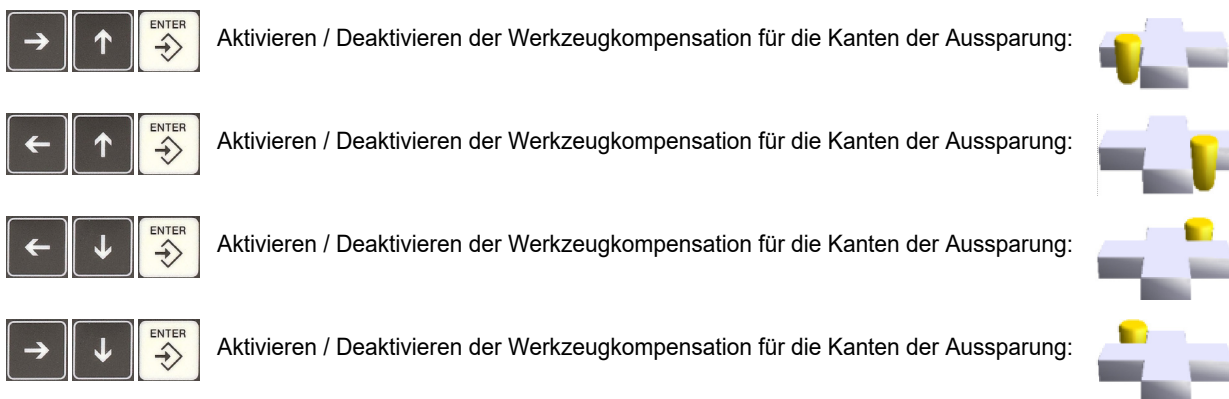 → ↑ ENTER Aktivieren / Deaktivieren der Werkzeugkompensation für die Kanten der Aussparung:
← ↑ ENTER Aktivieren / Deaktivieren der Werkzeugkompensation für die Kanten der Aussparung:
← ↓ ENTER Aktivieren / Deaktivieren der Werkzeugkompensation für die Kanten der Aussparung:
→ ↓ ENTER Aktivieren / Deaktivieren der Werkzeugkompensation für die Kanten der Aussparung: